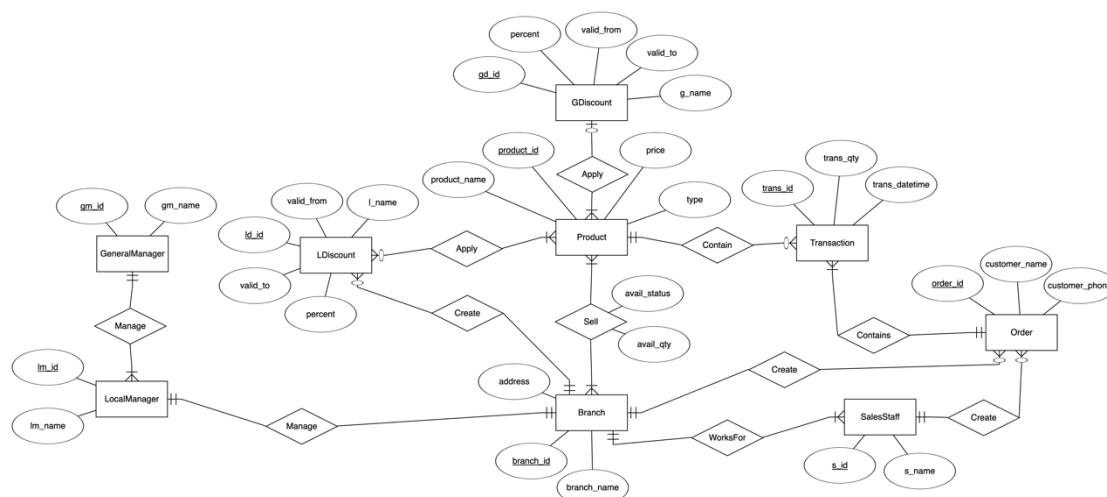 percent
valid_from
valid_to
gd_id
g_name
GDiscount
product_id
price
product_name
Apply
type
trans_qty
trans_id
trans_datetime
valid_from
l_name
gm_id
gm_name
ld_id
GeneralManager
LDiscount
Apply
Product
Contain
Transaction
valid_to
percent
customer_name
order_id
customer_phon
avail_status
Create
Sell
avail_qty
Manage
Contains
Order
lm_id
address
Create
LocalManager
Branch
SalesStaff
Create
lm_name
Manage
WorksFor
branch_id
s_id
s_name
branch_name